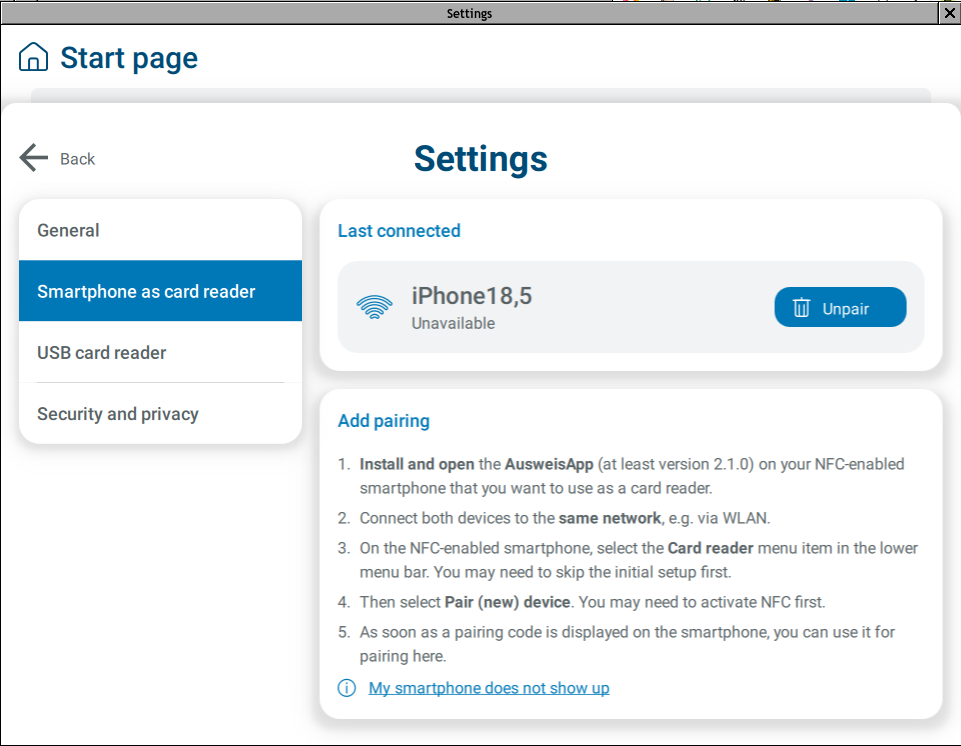 Settings
Start page
Back
Settings
General
Smartphone as card reader
USB card reader
Security and privacy
Last connected
iPhone18,5
Unavailable
Unpair
Add pairing
1. Install and open the AusweisApp (at least version 2.1.0) on your NFC-enabled
smartphone that you want to use as a card reader.
2. Connect both devices to the same network, e.g. via WLAN.
3. On the NFC-enabled smartphone, select the Card reader menu item in the lower
menu bar. You may need to skip the initial setup first.
4. Then select Pair (new) device. You may need to activate NFC first.
5. As soon as a pairing code is displayed on the smartphone, you can use it for
pairing here.
My smartphone does not show up